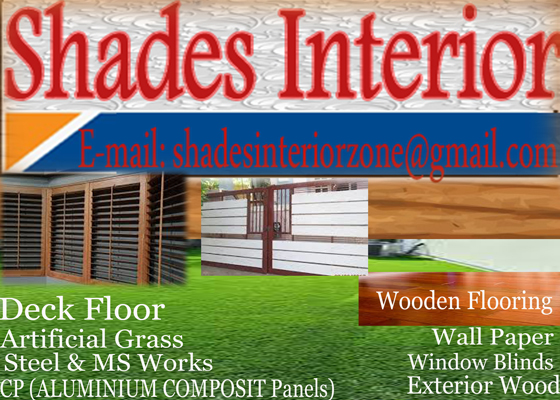 Shades Interior
E-mail: shadesinteriorzone@gmail.com
Deck Floor
Artificial Grass
Steel & MS Works
CP (ALUMINIUM COMPOSIT Panels)
Wooden Flooring
Wall Paper
Window Blinds
Exterior Wood